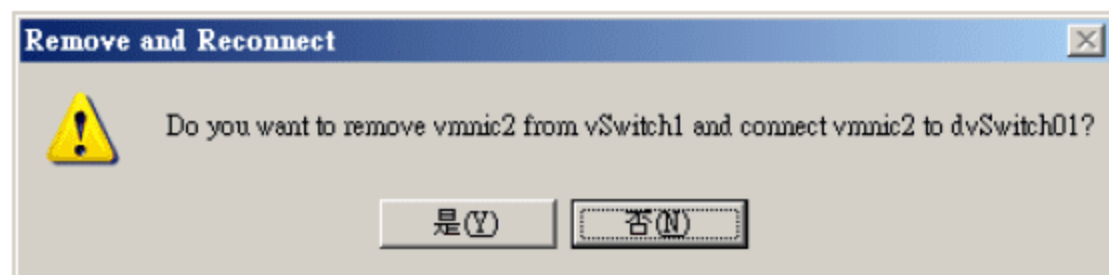 Remove and Reconnect
Do you want to remove vmnic2 from vSwitch1 and connect vmnic2 to dvSwitch01?
是(Y) 否(N)